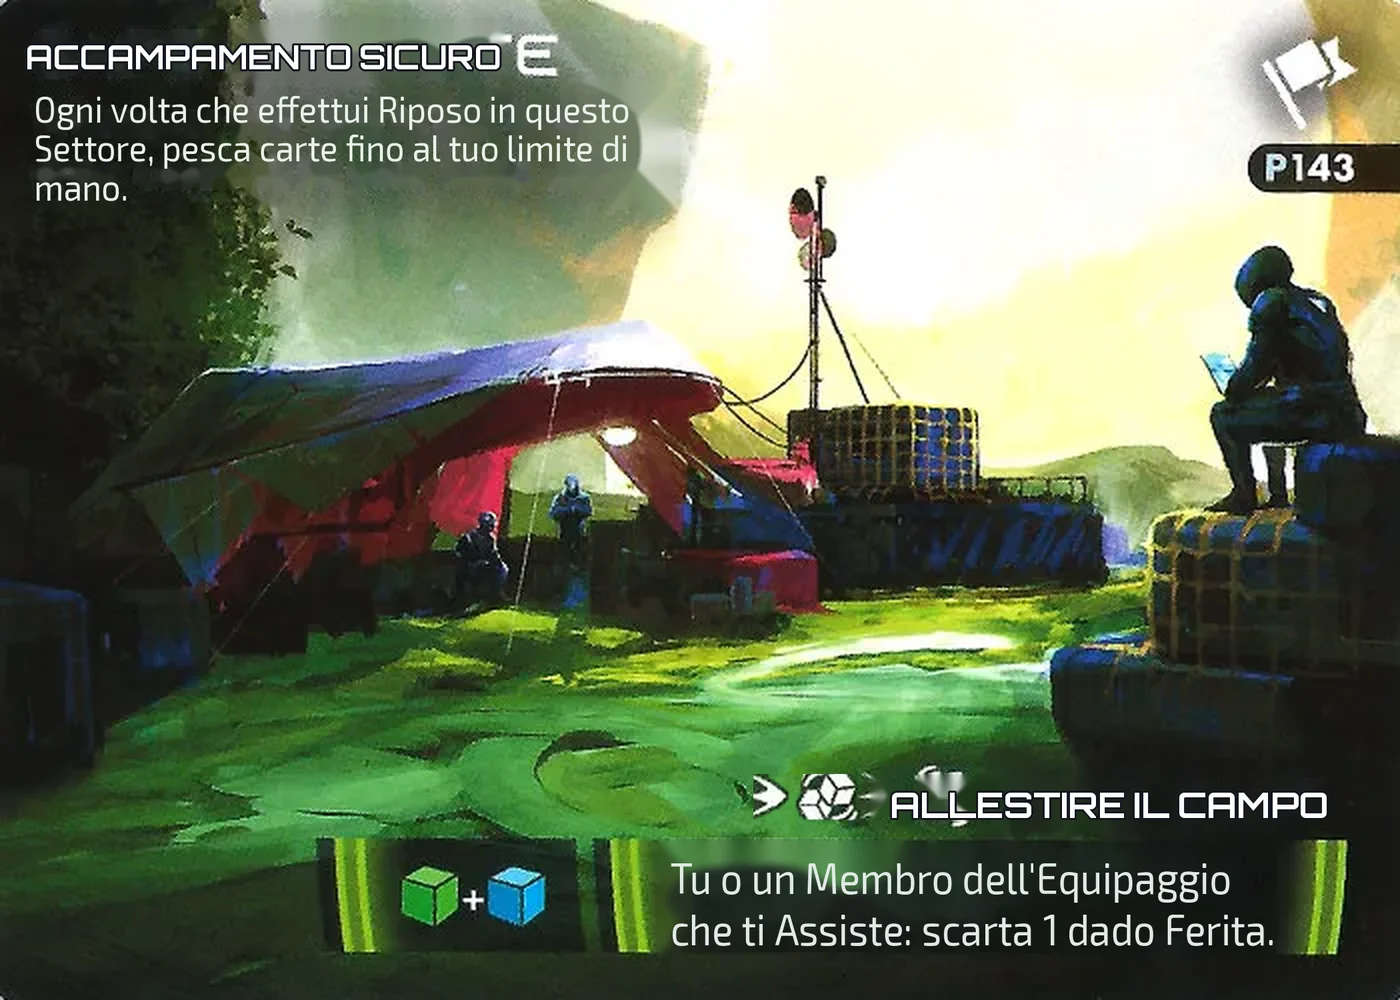 ACCAMPAMENTO SICURO E
Ogni volta che effettui Riposo in questo
Settore, pesca carte fino al tuo limite di
mano.
P143
ALLESTIRE IL CAMPO
+
Tu o un Membro dell'Equipaggio
che ti Assiste: scarta 1 dado Ferita.